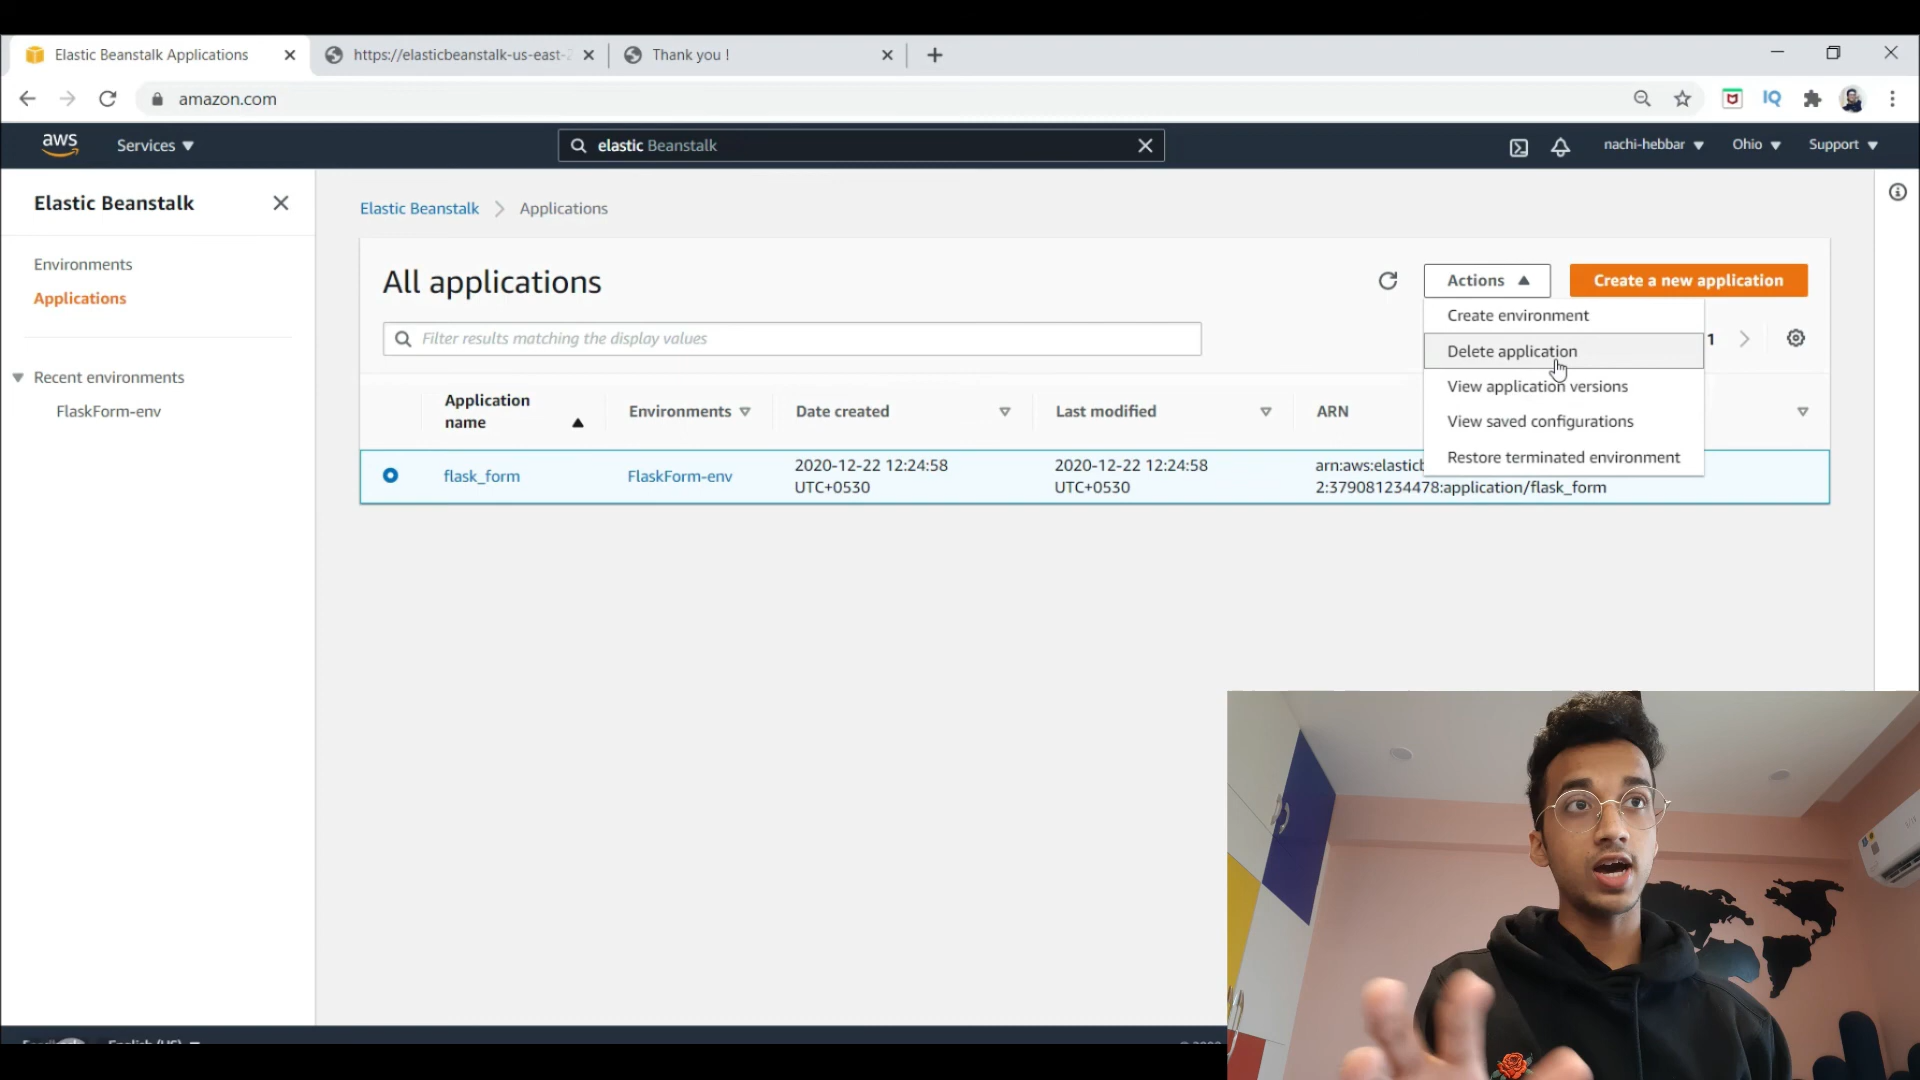 Elastic Beanstalk Applications
https://elasticbeanstalk-us-east-
Thank you !
amazon.com
IQ
aws
Services
elastic Beanstalk
nachi-hebbar
Ohio
Support
Elastic Beanstalk
Environments
Applications
Recent environments
FlaskForm-env
Elastic Beanstalk
Applications
All applications
Actions
Create a new application
Filter results matching the display values
1
Create environment
Delete application
View application versions
View saved configurations
Restore terminated environment
Application name
Environments
Date created
Last modified
ARN
flask_form
FlaskForm-env
2020-12-22 12:24:58
UTC+0530
2020-12-22 12:24:58
UTC+0530
arn:aws:elastic
2:379081234478:application/flask_form
English (US)